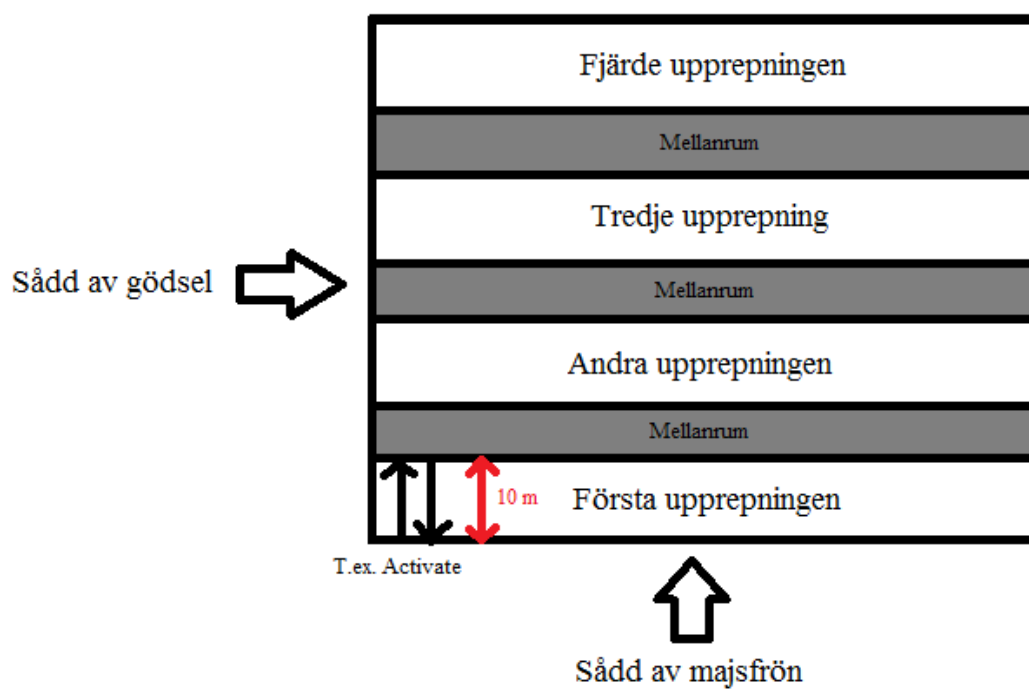 Fjärde upprepningen
Mellanrum
Tredje upprepning
Sådd av gödsel
Mellanrum
Andra upprepningen
Mellanrum
10 m
Första upprepningen
T.ex. Activate
Sådd av majsfrön